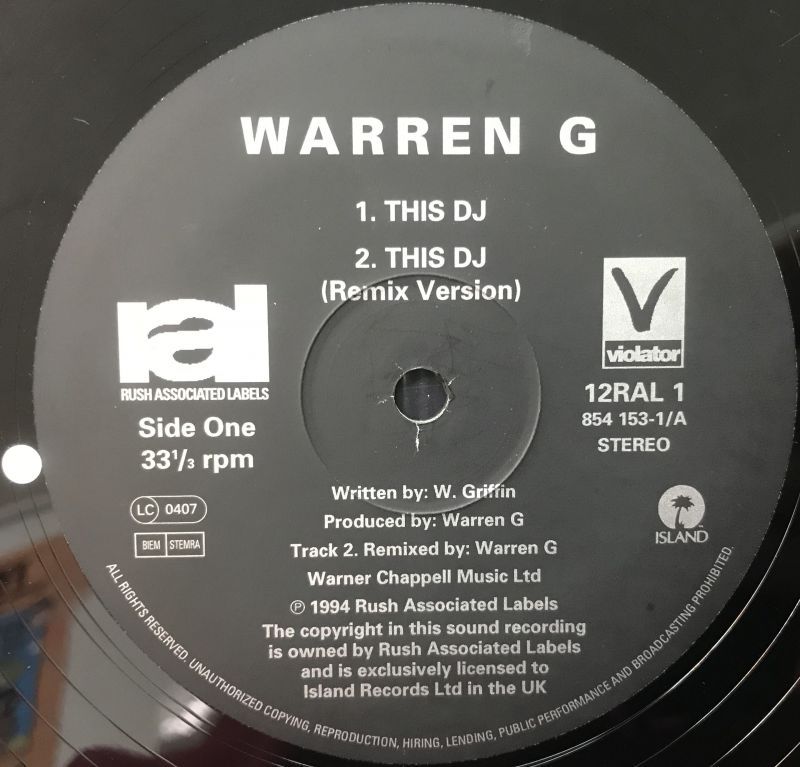 WARREN G
1. THIS DJ
2. THIS DJ
(Remix Version)
ral
RUSH ASSOCIATED LABELS
Side One
33⅓ rpm
LC 0407
BIEM STEMRA
V
violator
12RAL 1
854 153-1/A
STEREO
ISLAND
Written by: W. Griffin
Produced by: Warren G
Track 2. Remixed by: Warren G
Warner Chappell Music Ltd
℗ 1994 Rush Associated Labels
The copyright in this sound recording
is owned by Rush Associated Labels
and is exclusively licensed to
Island Records Ltd in the UK
ALL RIGHTS RESERVED. UNAUTHORIZED COPYING, REPRODUCTION, HIRING, LENDING, PUBLIC PERFORMANCE AND BROADCASTING PROHIBITED.